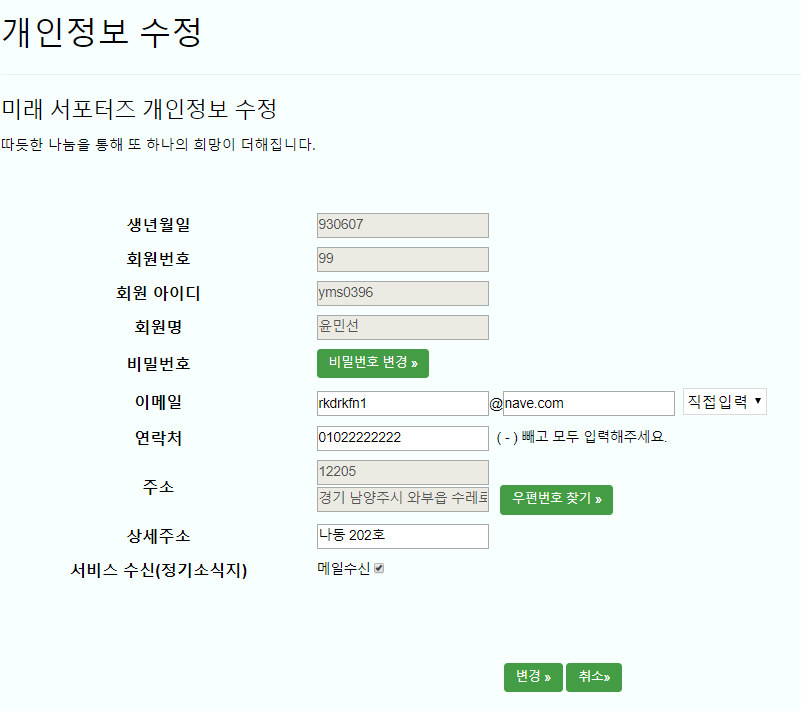 개인정보 수정
미래 서포터즈 개인정보 수정
따듯한 나눔을 통해 또 하나의 희망이 더해집니다.
생년월일 930607
회원번호 99
회원 아이디 yms0396
회원명 윤민선
비밀번호 비밀번호 변경 »
이메일 rkdrkfn1 @ nave.com 직접입력
연락처 01022222222 ( - ) 빼고 모두 입력해주세요.
주소 12205
경기 남양주시 와부읍 수레로 우편번호 찾기 »
상세주소 나동 202호
서비스 수신(정기소식지) 메일수신
변경 » 취소»